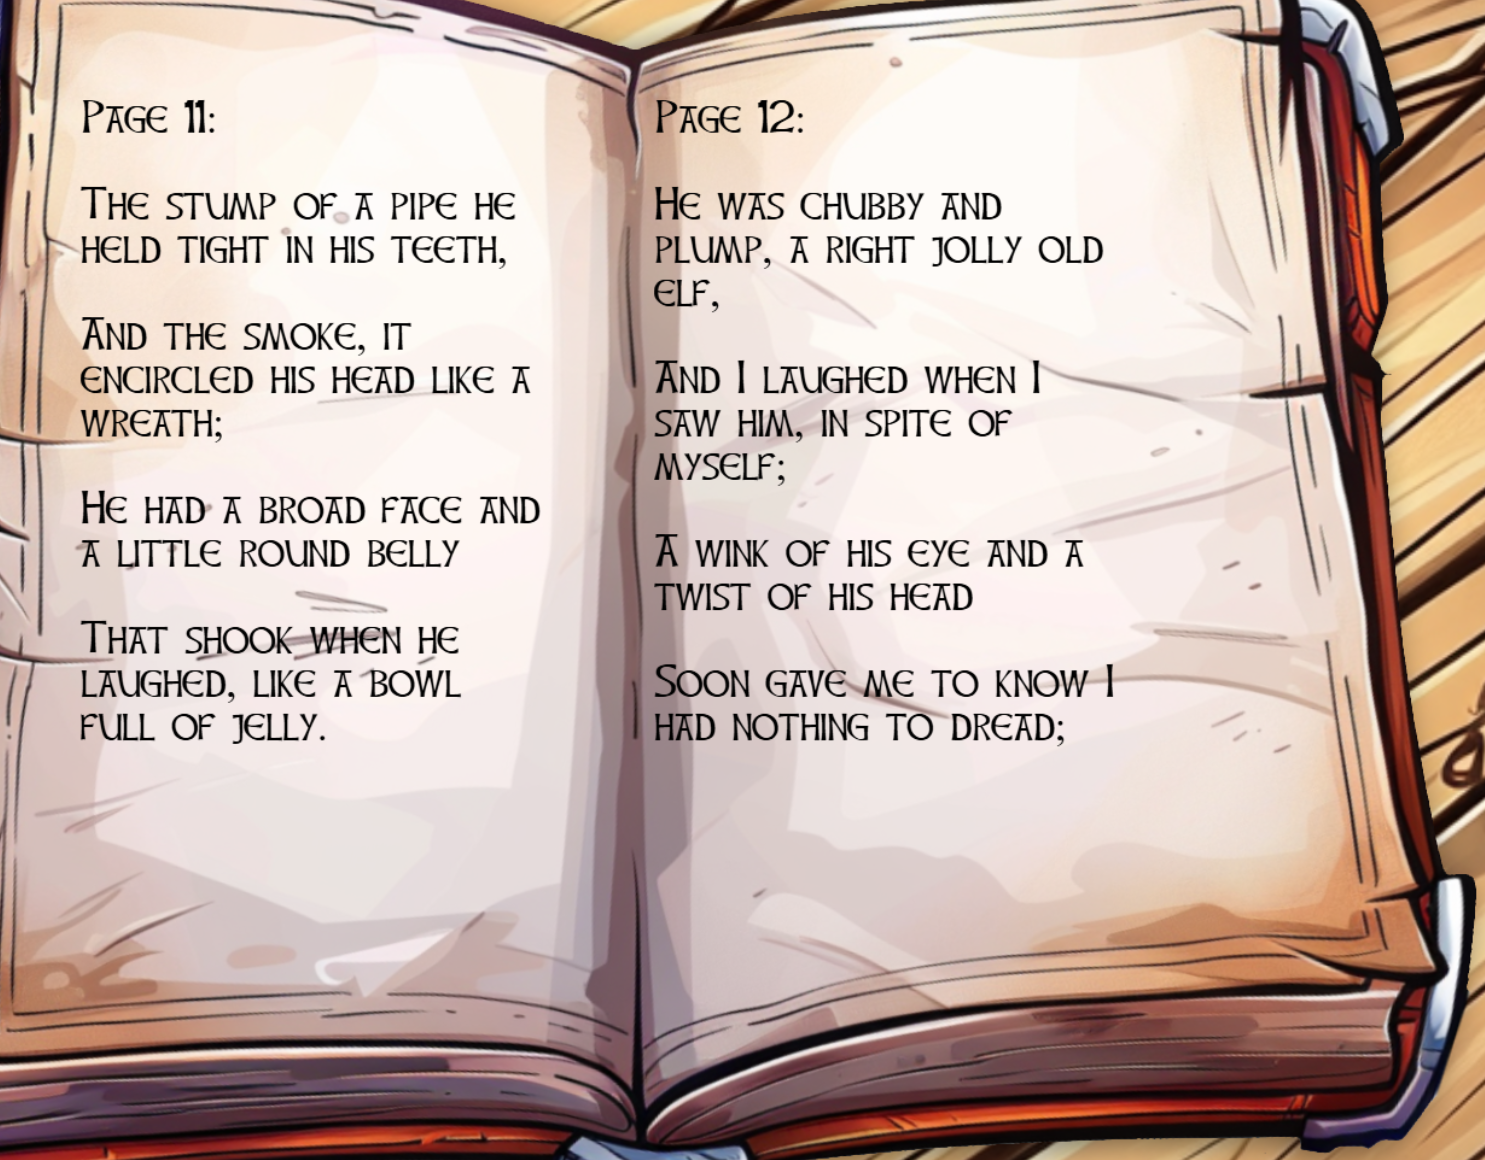 Page 11:
The stump of a pipe he
held tight in his teeth,
And the smoke, it
encircled his head like a
wreath;
He had a broad face and
a little round belly
That shook when he
laughed, like a bowl
full of jelly.
Page 12:
He was chubby and
plump, a right jolly old
elf,
And I laughed when I
saw him, in spite of
myself;
A wink of his eye and a
twist of his head
Soon gave me to know I
had nothing to dread;